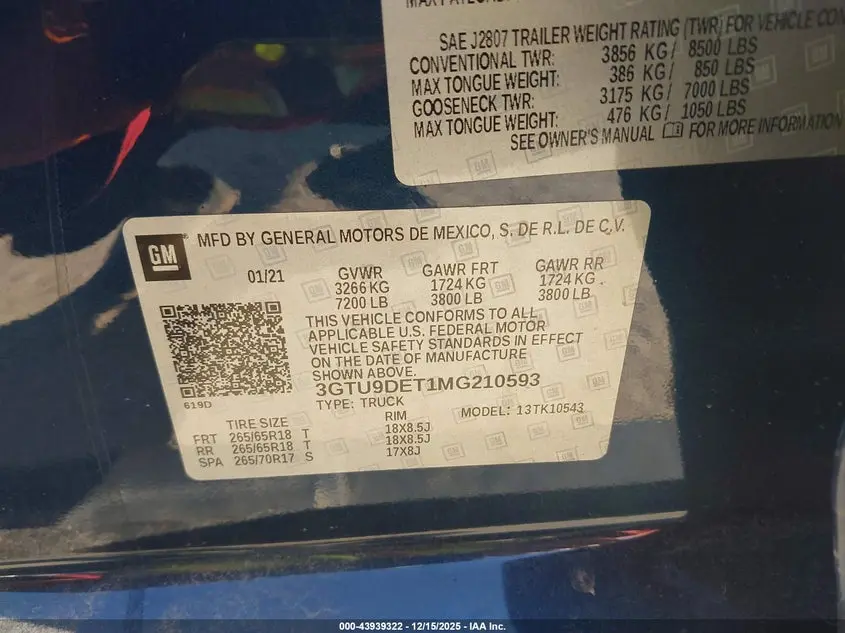 SAE J2807 TRAILER WEIGHT RATING (TWR) FOR VEHICLE CON
CONVENTIONAL TWR: 3856 KG/ 8500 LBS
MAX TONGUE WEIGHT: 386 KG/ 850 LBS
GOOSENECK TWR: 3175 KG/ 7000 LBS
MAX TONGUE WEIGHT: 476 KG/ 1050 LBS
SEE OWNER'S MANUAL FOR MORE INFORMATION
GM MFD BY GENERAL MOTORS DE MEXICO, S. DE R.L. DE C.V.
01/21 GVWR GAWR FRT GAWR RR
3266 KG 1724 KG 1724 KG
7200 LB 3800 LB 3800 LB
THIS VEHICLE CONFORMS TO ALL
APPLICABLE U.S. FEDERAL MOTOR
VEHICLE SAFETY STANDARDS IN EFFECT
ON THE DATE OF MANUFACTURE
SHOWN ABOVE.
3GTU9DET1MG210593
619D TYPE: TRUCK MODEL: 13TK10543
TIRE SIZE RIM
FRT 265/65R18 T 18X8.5J
RR 265/65R18 T 18X8.5J
SPA 265/70R17 S 17X8J
000-43939322 - 12/15/2025 - IAA Inc.